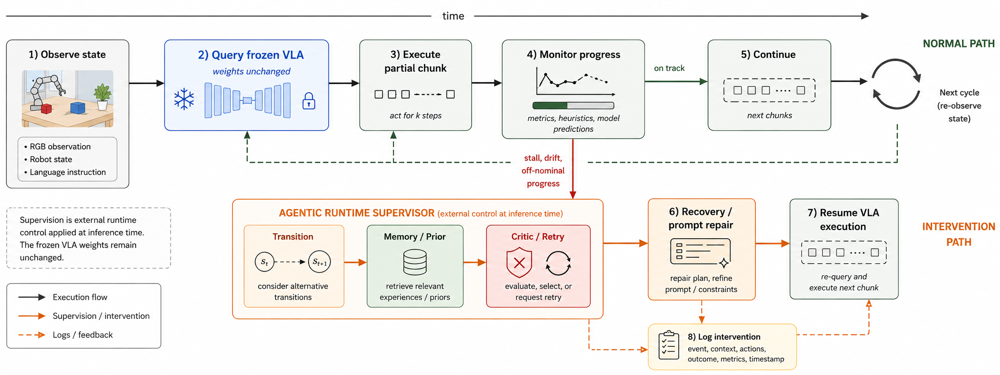 time
1) Observe state
• RGB observation
• Robot state
• Language instruction
2) Query frozen VLA
weights unchanged
3) Execute
partial chunk
act for k steps
4) Monitor progress
metrics, heuristics, model
predictions
on track
5) Continue
next chunks
NORMAL PATH
Next cycle
(re-observe
state)
stall, drift,
off-nominal
progress
Supervision is external runtime
control applied at inference time.
The frozen VLA weights remain
unchanged.
Execution flow
Supervision / intervention
Logs / feedback
AGENTIC RUNTIME SUPERVISOR (external control at inference time)
Transition
s_t
s_{t+1}
consider alternative
transitions
Memory / Prior
retrieve relevant
experiences / priors
Critic / Retry
evaluate, select, or
request retry
6) Recovery /
prompt repair
repair plan, refine
prompt / constraints
7) Resume VLA
execution
re-query and
execute next chunk
INTERVENTION
PATH
8) Log intervention
event, context, actions,
outcome, metrics, timestamp